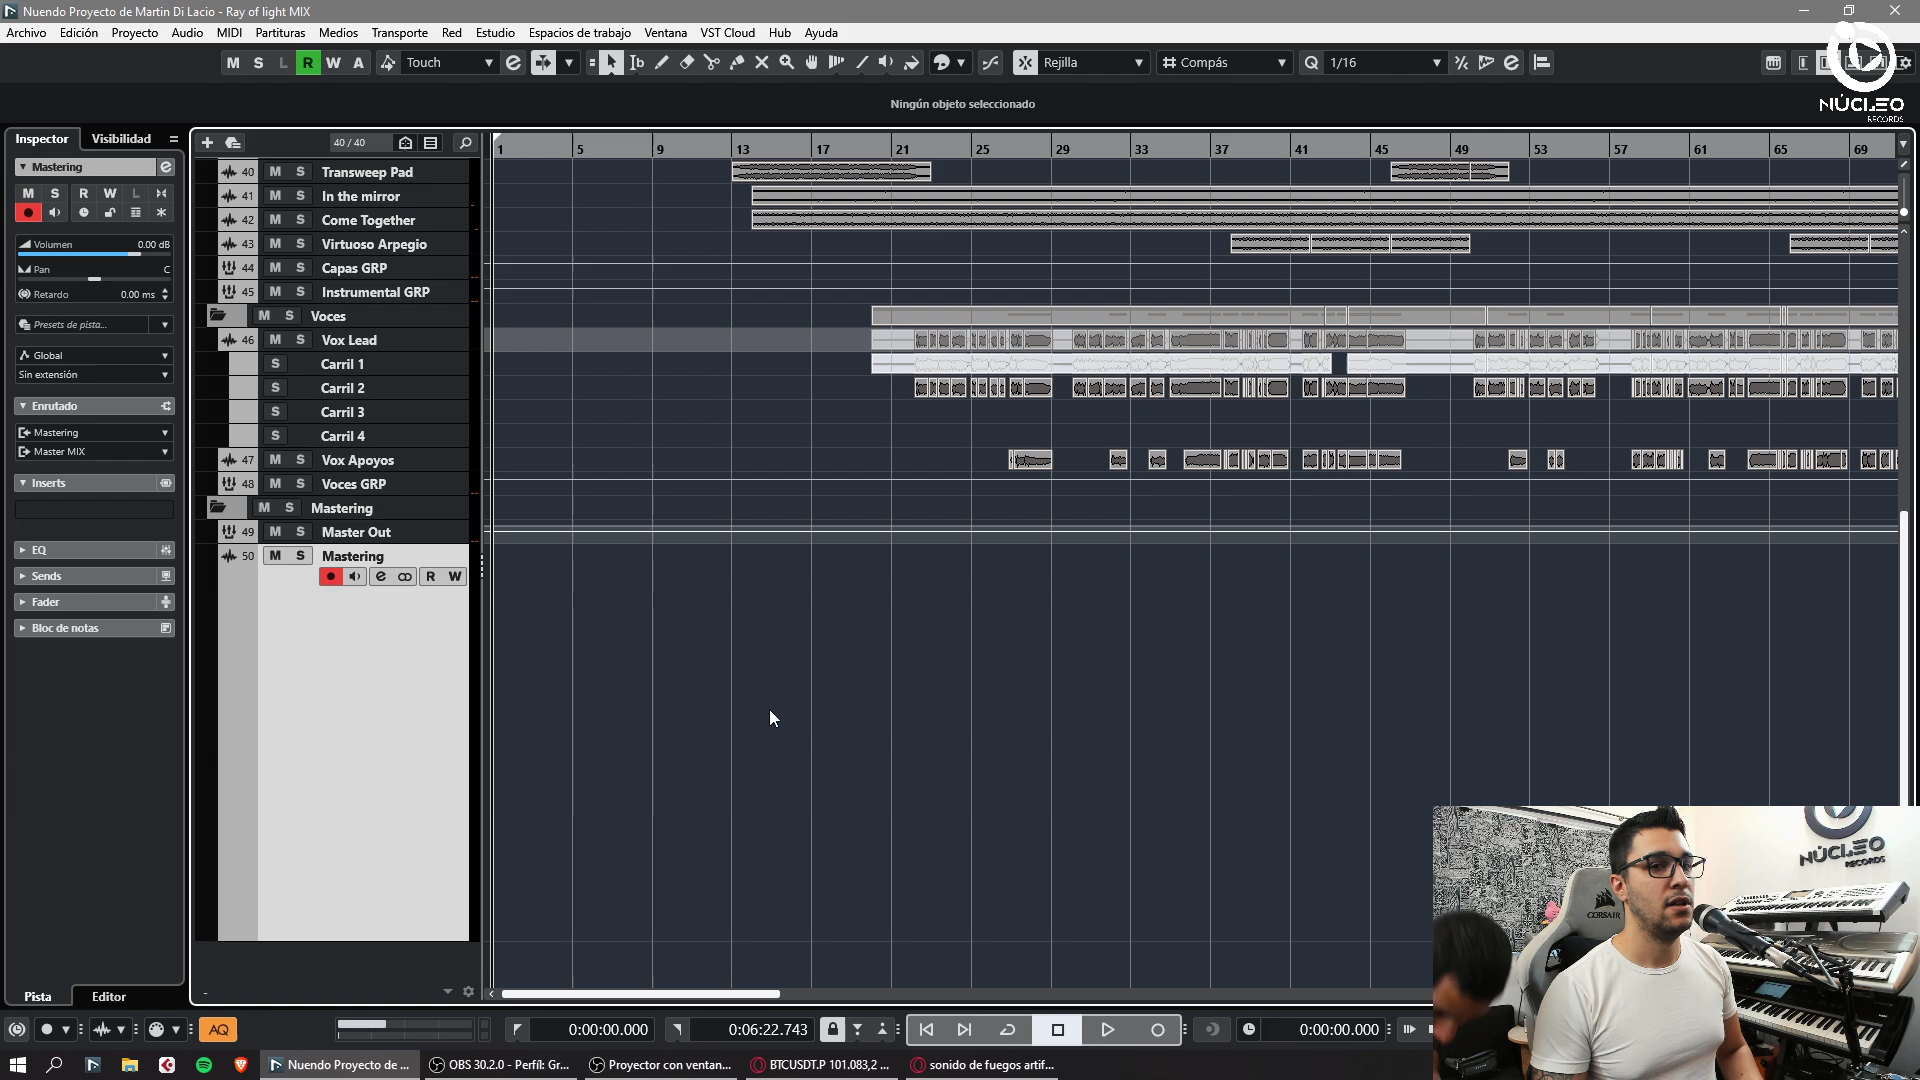 Nuendo Proyecto de Martin Di Lacio - Ray of light MIX
Archivo Edición Proyecto Audio MIDI Partituras Medios Transporte Red Estudio Espacios de trabajo Ventana VST Cloud Hub Ayuda
M S L R W A Touch Rejilla Compás Q 1/16
NÚCLEO
RECORDS
Ningún objeto seleccionado
Inspector Visibilidad
40 / 40
1 5 9 13 17 21 25 29 33 37 41 45 49 53 57 61 65 69
Mastering
M S R W L
Volumen 0.00 dB
Pan C
Retardo 0.00 ms
Presets de pista...
Global
Sin extensión
Enrutado
Mastering
Master MIX
Inserts
EQ
Sends
Fader
Bloc de notas
40 M S Transweep Pad
41 M S In the mirror
42 M S Come Together
43 M S Virtuoso Arpegio
44 M S Capas GRP
45 M S Instrumental GRP
M S Voces
46 M S Vox Lead
S Carril 1
S Carril 2
S Carril 3
S Carril 4
47 M S Vox Apoyos
48 M S Voces GRP
M S Mastering
49 M S Master Out
50 M S Mastering
R W
Pista Editor
AQ 0:00:00.000 0:06:22.743 0:00:00.000
Nuendo Proyecto de ... OBS 30.2.0 - Perfil: Gr... Proyector con ventan... BTCUSDT.P 101.083,2 ... sonido de fuegos artif...
NÚCLEO
RECORDS
CORSAIR